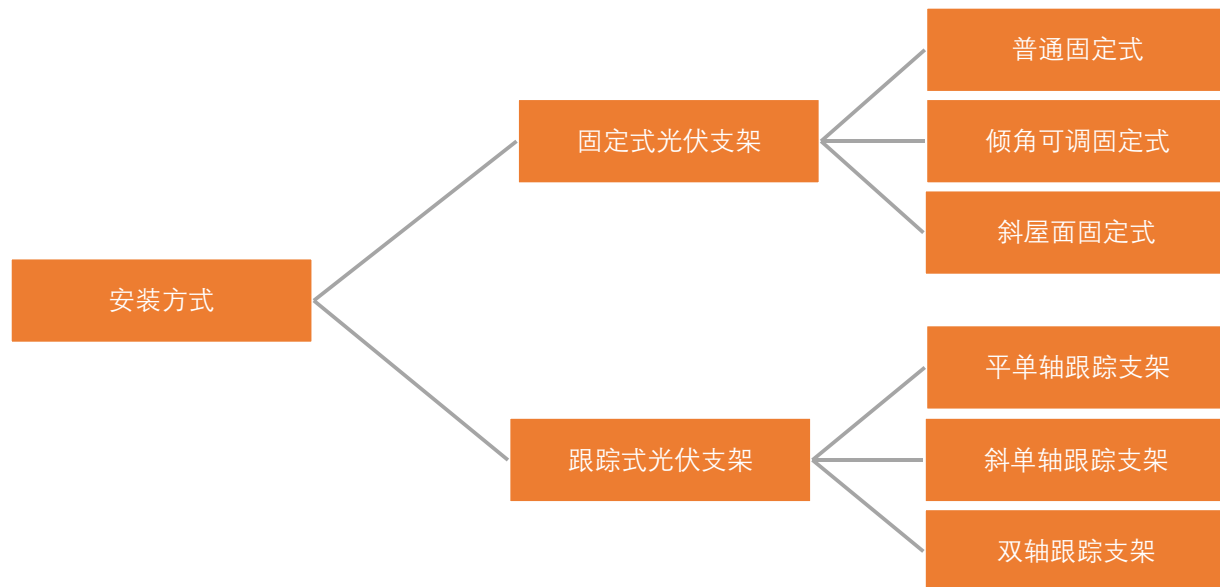 安装方式
固定式光伏支架
普通固定式
倾角可调固定式
斜屋面固定式
跟踪式光伏支架
平单轴跟踪支架
斜单轴跟踪支架
双轴跟踪支架